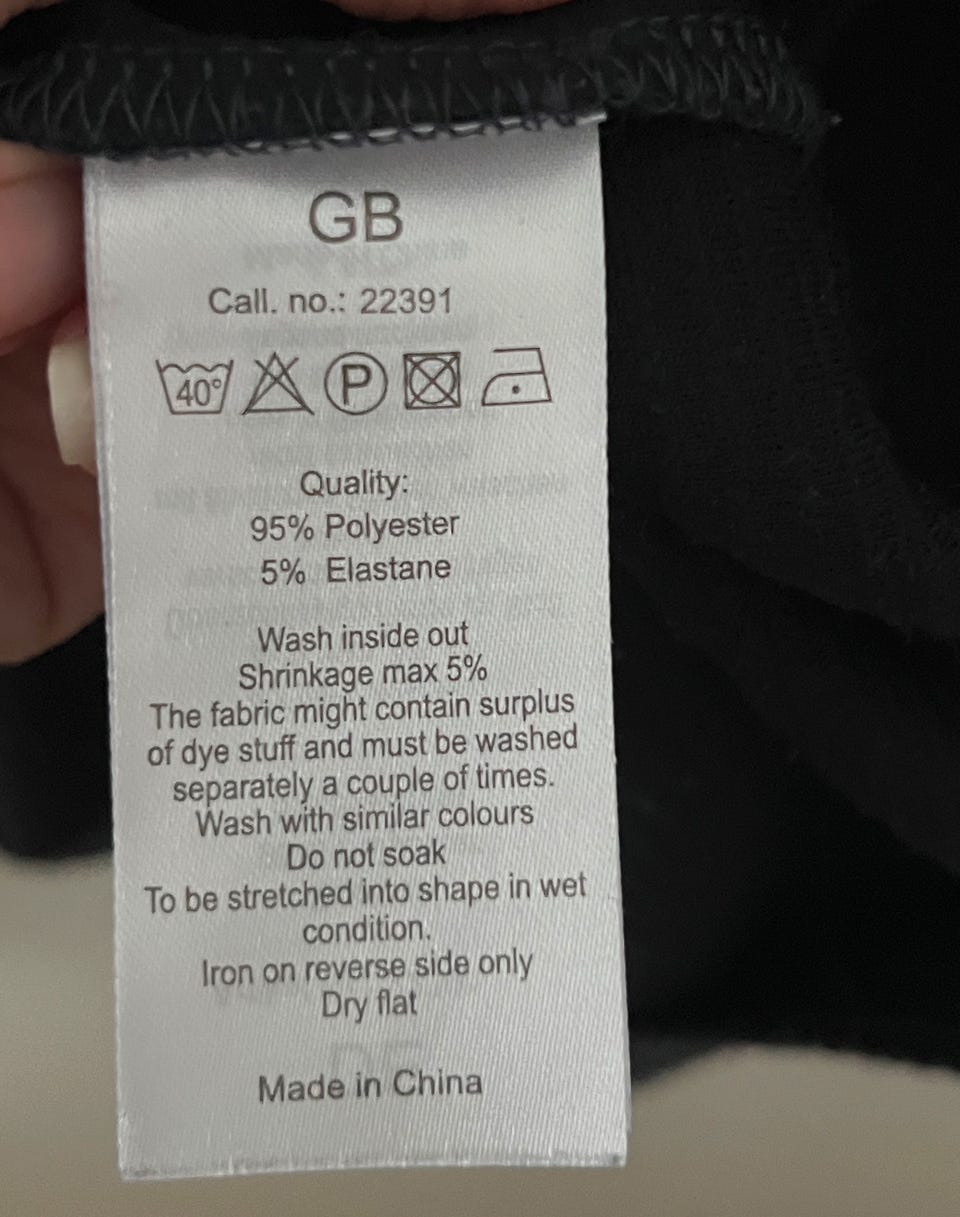 GB
Call. no.: 22391
40°
P
Quality:
95% Polyester
5% Elastane
Wash inside out
Shrinkage max 5%
The fabric might contain surplus
of dye stuff and must be washed
separately a couple of times.
Wash with similar colours
Do not soak
To be stretched into shape in wet
condition.
Iron on reverse side only
Dry flat
Made in China